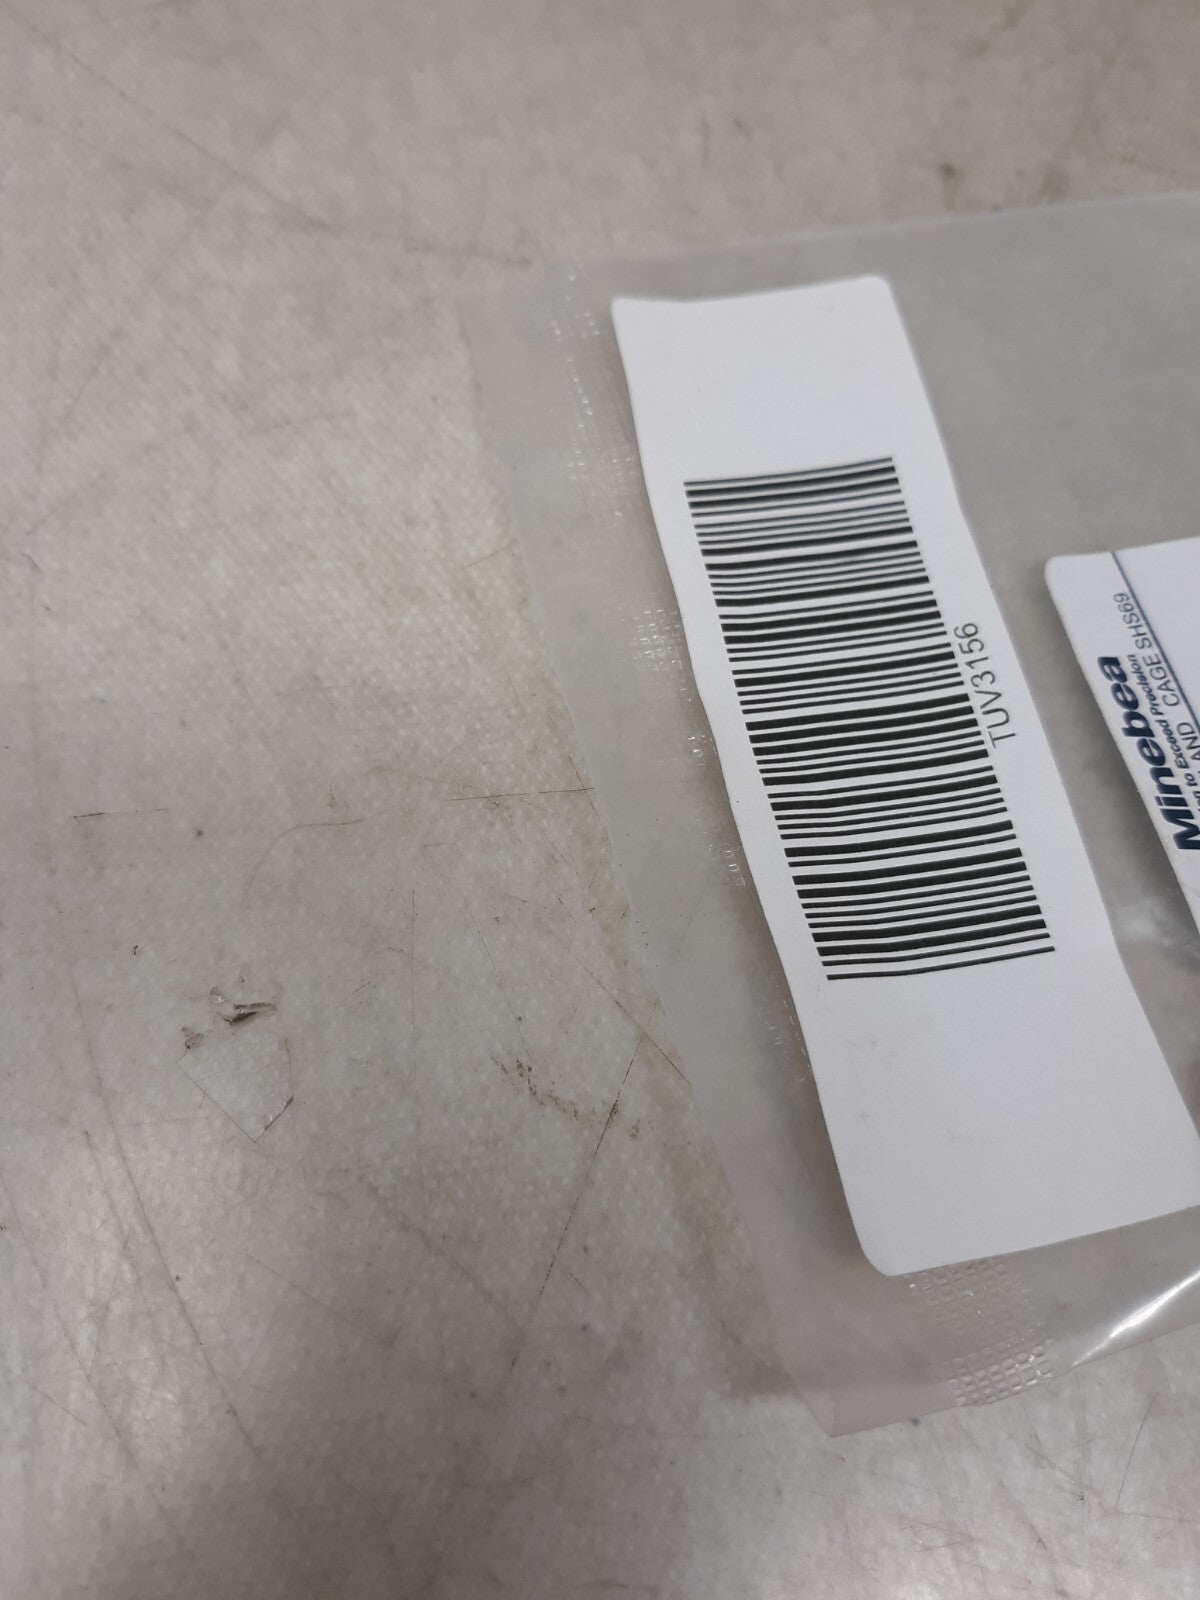 TUV3156
Minebea
to Exceed Precision
AND CAGE SHS69